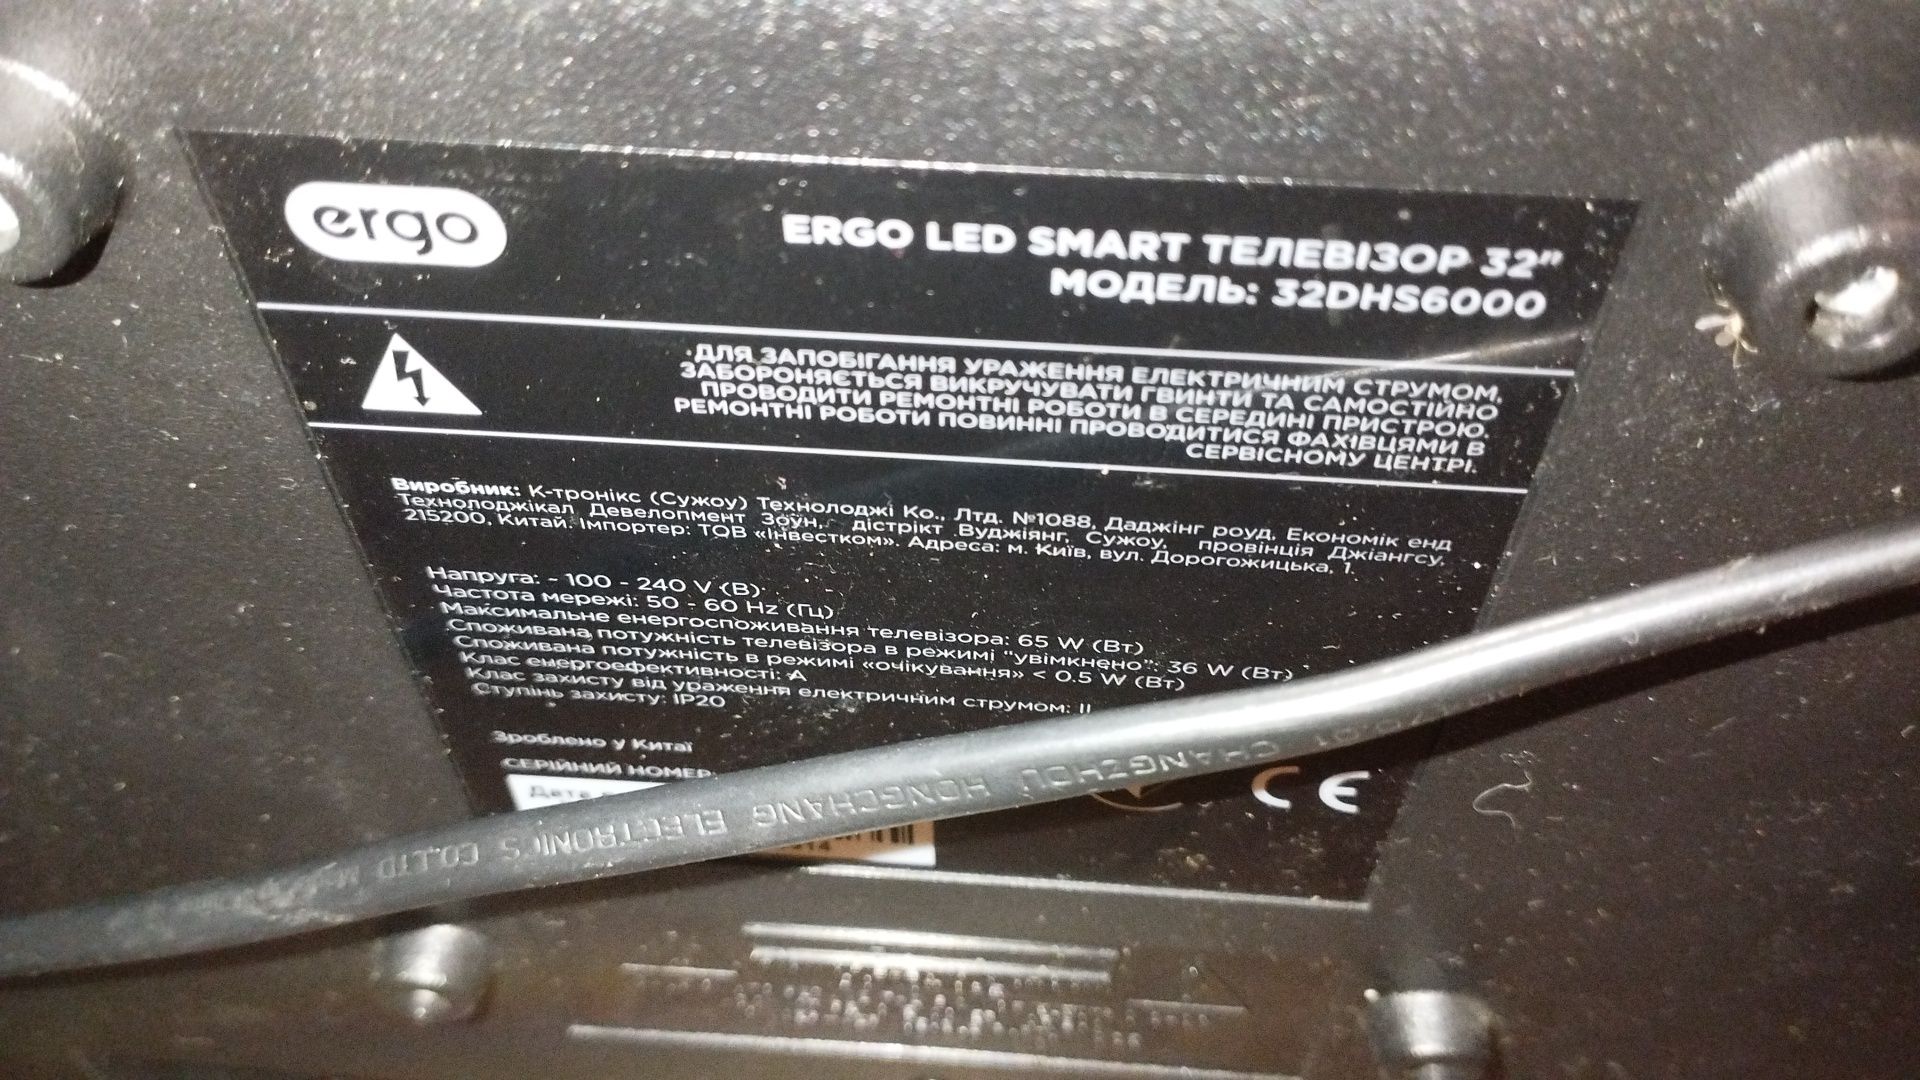 ergo
ERGO LED SMART ТЕЛЕВІЗОР 32"
МОДЕЛЬ: 32DHS6000
ДЛЯ ЗАПОБІГАННЯ УРАЖЕННЯ ЕЛЕКТРИЧНИМ СТРУМОМ,
ЗАБОРОНЯЄТЬСЯ ВИКРУЧУВАТИ ГВИНТИ ТА САМОСТІЙНО
ПРОВОДИТИ РЕМОНТНІ РОБОТИ В СЕРЕДИНІ ПРИСТРОЮ.
РЕМОНТНІ РОБОТИ ПОВИННІ ПРОВОДИТИСЯ ФАХІВЦЯМИ В
СЕРВІСНОМУ ЦЕНТРІ.
Виробник: К-тронікс (Сужоу) Технолоджі Ко., Лтд. №1088, Даджінг роуд, Економік енд
Технолоджікал Девелопмент Зоун, дістрікт Вуджіянг, Сужоу, провінція Джіангсу,
215200, Китай. Імпортер: ТОВ «Інвестком». Адреса: м. Київ, вул. Дорогожицька, 1.
Напруга: ~ 100 - 240 V (В)
Частота мережі: 50 - 60 Hz (Гц)
Максимальне енергоспоживання телевізора: 65 W (Вт)
Споживана потужність телевізора в режимі "увімкнено": 36 W (Вт)
Споживана потужність в режимі «очікування» < 0.5 W (Вт)
Клас енергоефективності: А
Клас захисту від ураження електричним струмом: II
Ступінь захисту: IP20
Зроблено у Китаї
СЕРІЙНИЙ НОМЕР:
Дата
CE
CHANGZHOU HONGCHANG ELECTRONICS CO.LTD